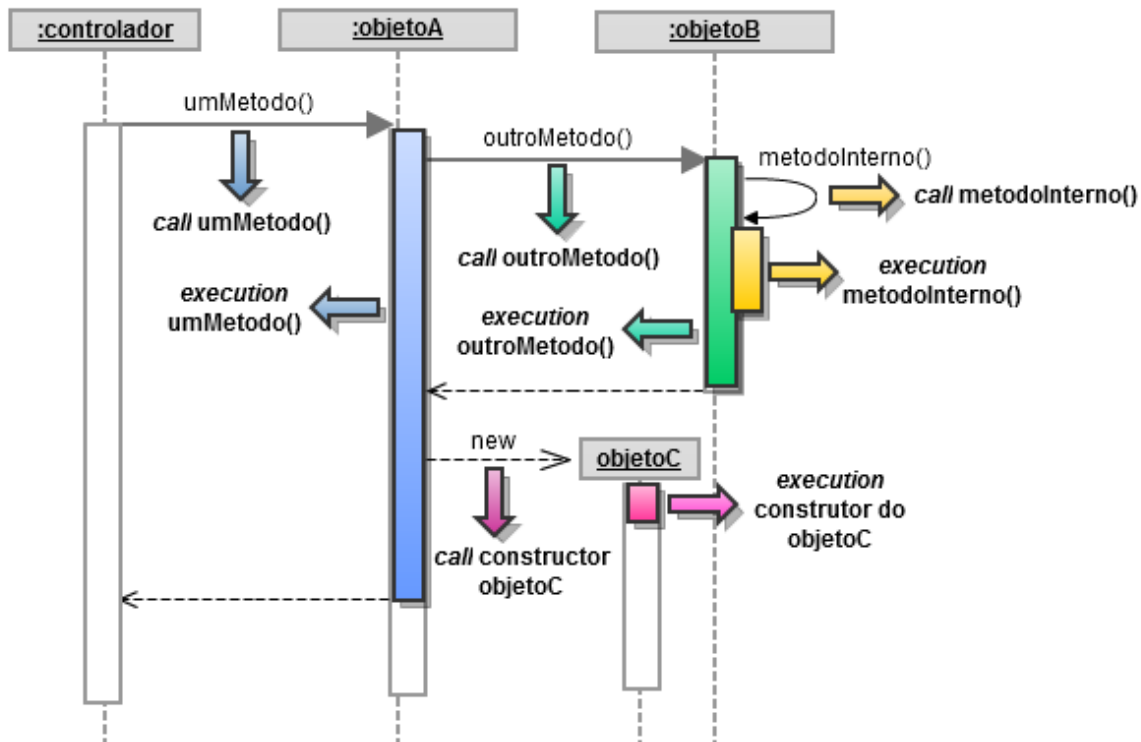 :controlador
:objetoA
:objetoB
umMetodo()
outroMetodo()
metodoInterno()
call metodoInterno()
call umMetodo()
call outroMetodo()
execution
umMetodo()
execution
outroMetodo()
execution
metodoInterno()
new
objetoC
execution
construtor do
objetoC
call constructor
objetoC